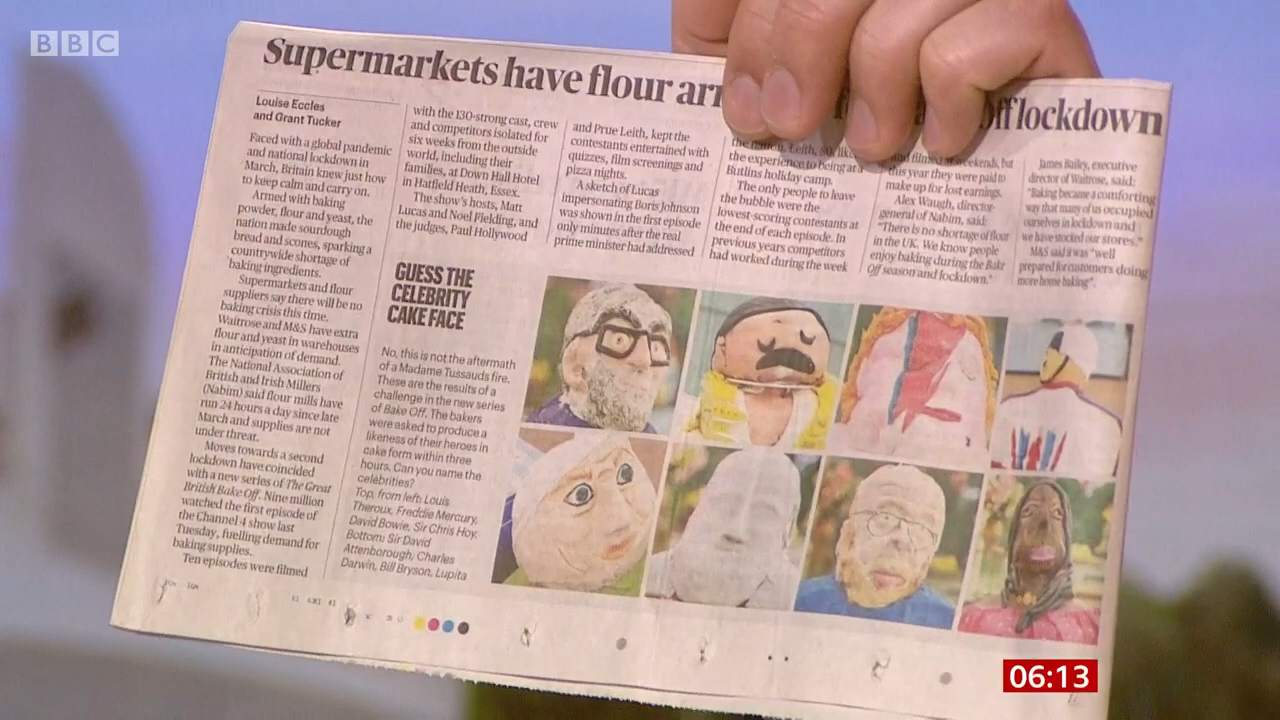 BBC
Supermarkets have flour lockdown
Louise Eccles
and Grant Tucker
Faced with a global pandemic
and national lockdown in
March, Britain knew just how
to keep calm and carry on.
Armed with baking
powder, flour and yeast, the
nation made sourdough
bread and scones, sparking a
countrywide shortage of
baking ingredients.
Supermarkets and flour
suppliers say there will be no
baking crisis this time.
Waitrose and M&S have extra
flour and yeast in warehouses
in anticipation of demand.
The National Association of
British and Irish Millers
(Nabim) said flour mills have
run 24 hours a day since late
March and supplies are not
under threat.
Moves towards a second
lockdown have coincided
with a new series of The Great
British Bake Off. Nine million
watched the first episode of
the Channel 4 show last
Tuesday, fuelling demand for
baking supplies.
Ten episodes were filmed
with the 130-strong cast, crew
and competitors isolated for
six weeks from the outside
world, including their
families, at Down Hall Hotel
in Hatfield Heath, Essex.
The show's hosts, Matt
Lucas and Noel Fielding, and
the judges, Paul Hollywood
and Prue Leith, kept the
contestants entertained with
quizzes, film screenings and
pizza nights.
A sketch of Lucas
impersonating Boris Johnson
was shown in the first episode
only minutes after the real
prime minister had addressed
the nation. Leith, 80, likened
the experience to being at a
Butlins holiday camp.
The only people to leave
the bubble were the
lowest-scoring contestants at
the end of each episode. In
previous years competitors
had worked during the week
and filmed at weekends, but
this year they were paid to
make up for lost earnings.
Alex Waugh, director-
general of Nabim, said:
"There is no shortage of flour
in the UK. We know people
enjoy baking during the Bake
Off season and lockdown."
James Bailey, executive
director of Waitrose, said:
"Baking became a comforting
way that many of us occupied
ourselves in lockdown and
we have stocked our stores."
M&S said it was "well
prepared for customers doing
more home baking".
GUESS THE
CELEBRITY
CAKE FACE
No, this is not the aftermath
of a Madame Tussauds fire.
These are the results of a
challenge in the new series
of Bake Off. The bakers
were asked to produce a
likeness of their heroes in
cake form within three
hours. Can you name the
celebrities?
Top, from left: Louis
Theroux, Freddie Mercury,
David Bowie, Sir Chris Hoy.
Bottom: Sir David
Attenborough, Charles
Darwin, Bill Bryson, Lupita
06:13